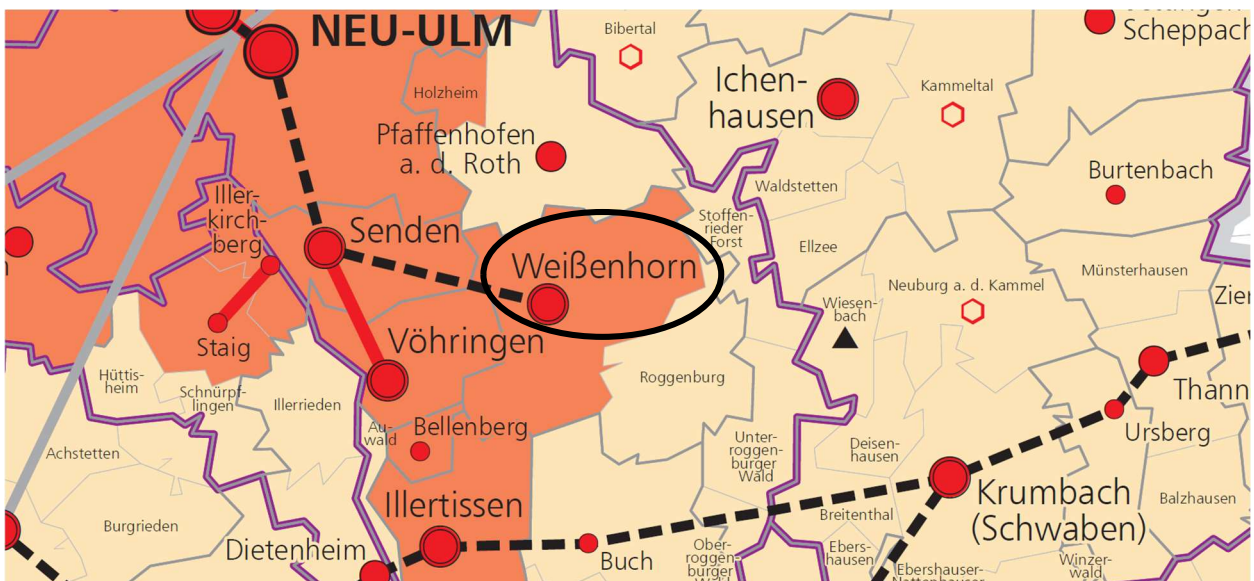 NEU-ULM
Bibertal
Scheppach
Holzheim
Ichen-
hausen
Kammeltal
Pfaffenhofen
a. d. Roth
Burtenbach
Waldstetten
Iller-
kirch-
berg
Senden
Stoffen-
rieder
Forst
Ellzee
Weißenhorn
Münsterhausen
Neuburg a. d. Kammel
Wiesen-
bach
Staig
Vöhringen
Hüttis-
heim
Schnürpf-
lingen
Illerrieden
Roggenburg
Thann
Au-
wald
Bellenberg
Ursberg
Achstetten
Unter-
roggen-
burger
Wald
Deisen-
hausen
Illertissen
Krumbach
(Schwaben)
Balzhausen
Burgrieden
Breitenthal
Dietenheim
Buch
Ober-
roggen-
burger
Ebers-
hausen
Ebershauser-
Winzer-
wald